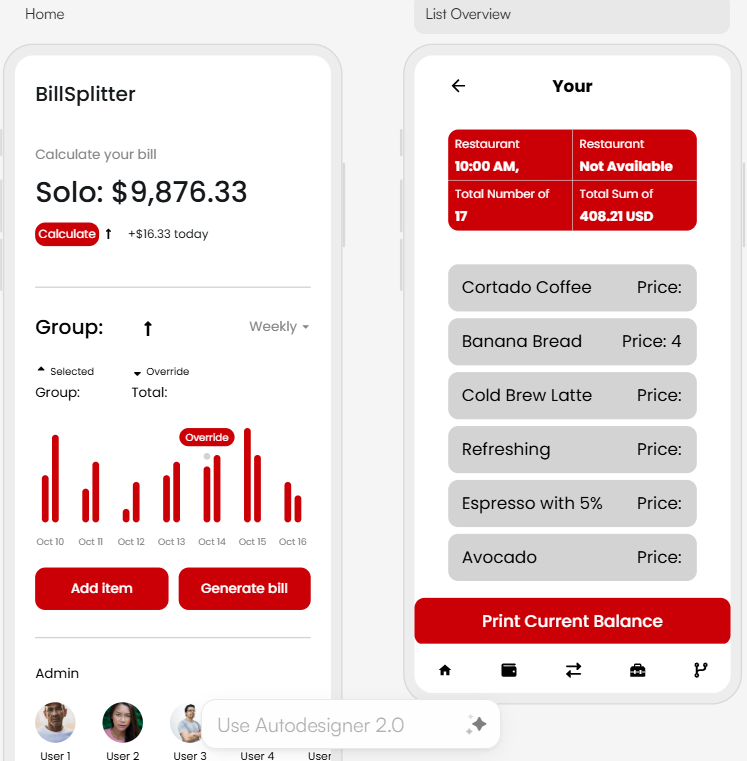 Home
BillSplitter
Calculate your bill
Solo: $9,876.33
Calculate
+$16.33 today
Group:
Weekly
Selected
Override
Group:
Total:
Override
Oct 10 Oct 11 Oct 12 Oct 13 Oct 14 Oct 15 Oct 16
Add item
Generate bill
Admin
User 1 User 2 User 3 User 4 User
List Overview
Your
Restaurant
10:00 AM,
Restaurant
Not Available
Total Number of
17
Total Sum of
408.21 USD
Cortado Coffee Price:
Banana Bread Price: 4
Cold Brew Latte Price:
Refreshing Price:
Espresso with 5% Price:
Avocado Price:
Print Current Balance
Use Autodesigner 2.0